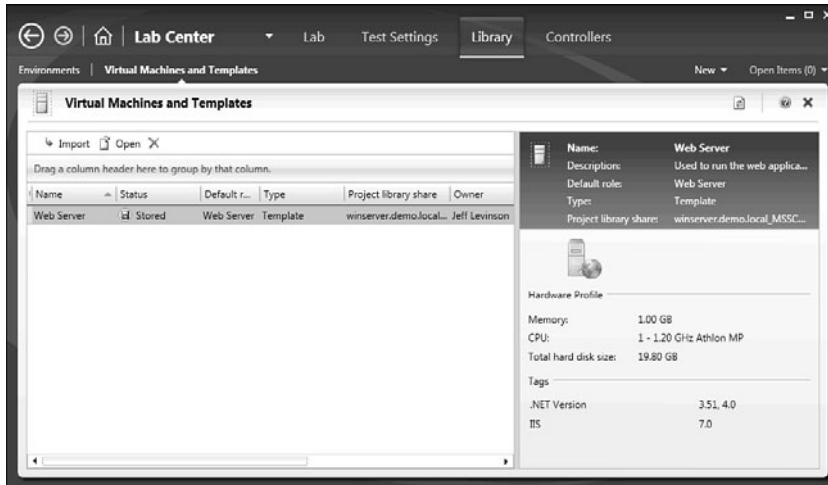 Lab Center Lab Test Settings Library Controllers
Environments Virtual Machines and Templates New Open Items (0)
Virtual Machines and Templates
Import Open
Drag a column header here to group by that column.
Name Status Default r... Type Project library share Owner
Web Server Stored Web Server Template winserver.demo.local... Jeff Levinson
Name: Web Server
Description: Used to run the web applica...
Default role: Web Server
Type: Template
Project library share: winserver.demo.local_MSSC...
Hardware Profile
Memory: 1.00 GB
CPU: 1 - 1.20 GHz Athlon MP
Total hard disk size: 19.80 GB
Tags
.NET Version 3.51, 4.0
IIS 7.0